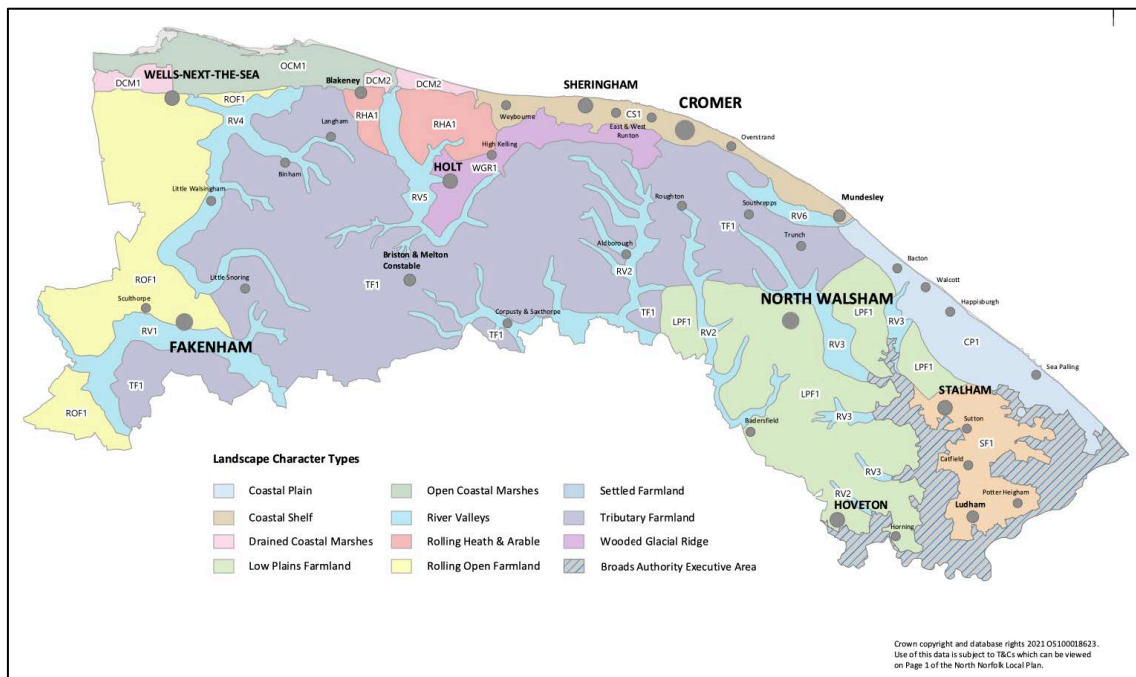 WELLS-NEXT-THE-SEA
OCM1
DCM1
Blakeney
DCM2
DCM2
SHERINGHAM
ROF1
Weybourne
CS1
CROMER
RV4
RHA1
RHA1
East & West
Runton
Langham
Overstrand
High Kelling
Binham
WGR1
HOLT
Little Walsingham
RV5
Roughton
Southrepps
Mundesley
RV6
TF1
Trunch
Aldborough
Briston & Melton
Constable
RV2
Bacton
ROF1
Little Snoring
TF1
Walcott
NORTH WALSHAM
Sculthorpe
Happisburgh
LPF1
RV1
Corpusty & Saxthorpe
TF1
LPF1
RV3
TF1
RV2
FAKENHAM
RV3
CP1
LPF1
Sea Palling
TF1
STALHAM
LPF1
ROF1
RV3
Sutton
Badersfield
SF1
Catfield
RV3
RV2
Potter Heigham
HOVETON
Ludham
Horning
Landscape Character Types
Coastal Plain
Coastal Shelf
Drained Coastal Marshes
Low Plains Farmland
Open Coastal Marshes
River Valleys
Rolling Heath & Arable
Rolling Open Farmland
Settled Farmland
Tributary Farmland
Wooded Glacial Ridge
Broads Authority Executive Area
Crown copyright and database rights 2021 OS100018623.
Use of this data is subject to T&Cs which can be viewed
on Page 1 of the North Norfolk Local Plan.